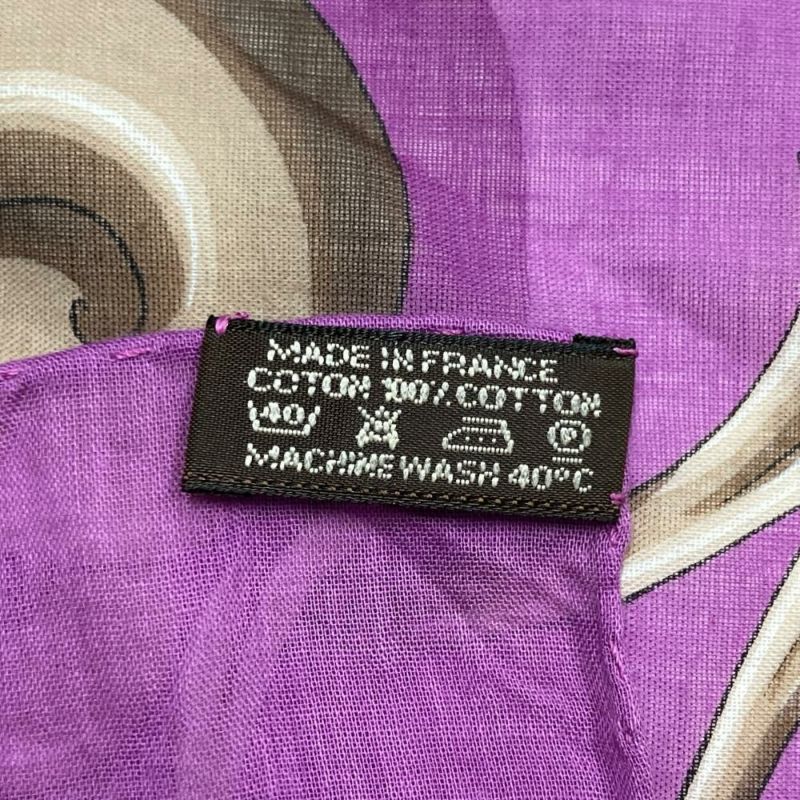 MADE IN FRANCE
COTON 100% COTTON
40 P
MACHINE WASH 40°C